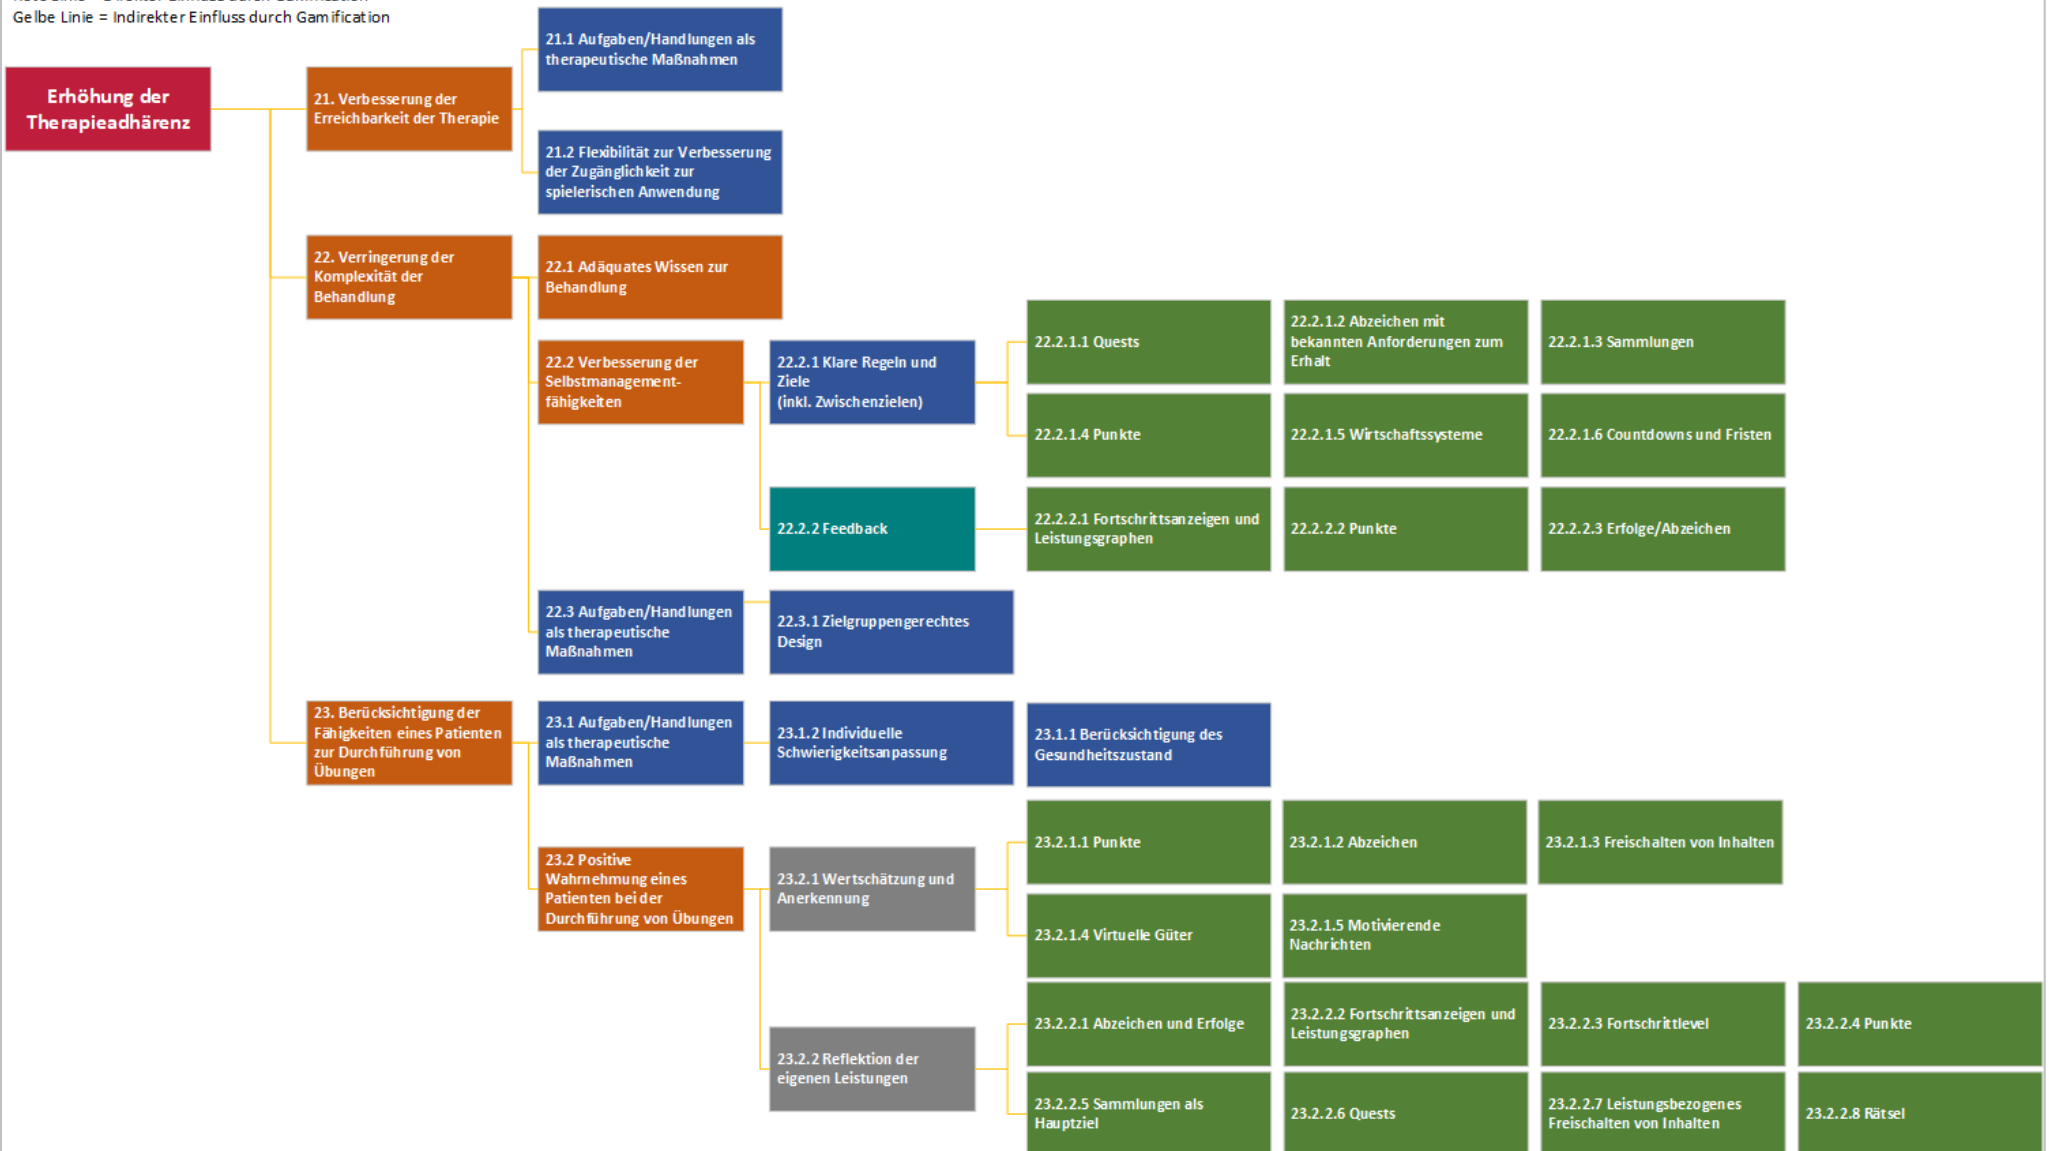 Gelbe Linie = Indirekter Einfluss durch Gamification
Erhöhung der
Therapieadhärenz
21. Verbesserung der
Erreichbarkeit der Therapie
21.1 Aufgaben/Handlungen als
therapeutische Maßnahmen
21.2 Flexibilität zur Verbesserung
der Zugänglichkeit zur
spielerischen Anwendung
22. Verringerung der
Komplexität der
Behandlung
22.1 Adäquates Wissen zur
Behandlung
22.2 Verbesserung der
Selbstmanagement-
fähigkeiten
22.2.1 Klare Regeln und
Ziele
(inkl. Zwischenzielen)
22.2.1.1 Quests
22.2.1.2 Abzeichen mit
bekannten Anforderungen zum
Erhalt
22.2.1.3 Sammlungen
22.2.1.4 Punkte
22.2.1.5 Wirtschaftssysteme
22.2.1.6 Countdowns und Fristen
22.2.2 Feedback
22.2.2.1 Fortschrittsanzeigen und
Leistungsgraphen
22.2.2.2 Punkte
22.2.2.3 Erfolge/Abzeichen
22.3 Aufgaben/Handlungen
als therapeutische
Maßnahmen
22.3.1 Zielgruppengerechtes
Design
23. Berücksichtigung der
Fähigkeiten eines Patienten
zur Durchführung von
Übungen
23.1 Aufgaben/Handlungen
als therapeutische
Maßnahmen
23.1.2 Individuelle
Schwierigkeitsanpassung
23.1.1 Berücksichtigung des
Gesundheitszustand
23.2 Positive
Wahrnehmung eines
Patienten bei der
Durchführung von Übungen
23.2.1 Wertschätzung und
Anerkennung
23.2.1.1 Punkte
23.2.1.2 Abzeichen
23.2.1.3 Freischalten von Inhalten
23.2.1.4 Virtuelle Güter
23.2.1.5 Motivierende
Nachrichten
23.2.2 Reflektion der
eigenen Leistungen
23.2.2.1 Abzeichen und Erfolge
23.2.2.2 Fortschrittsanzeigen und
Leistungsgraphen
23.2.2.3 Fortschrittlevel
23.2.2.4 Punkte
23.2.2.5 Sammlungen als
Hauptziel
23.2.2.6 Quests
23.2.2.7 Leistungsbezogenes
Freischalten von Inhalten
23.2.2.8 Rätsel